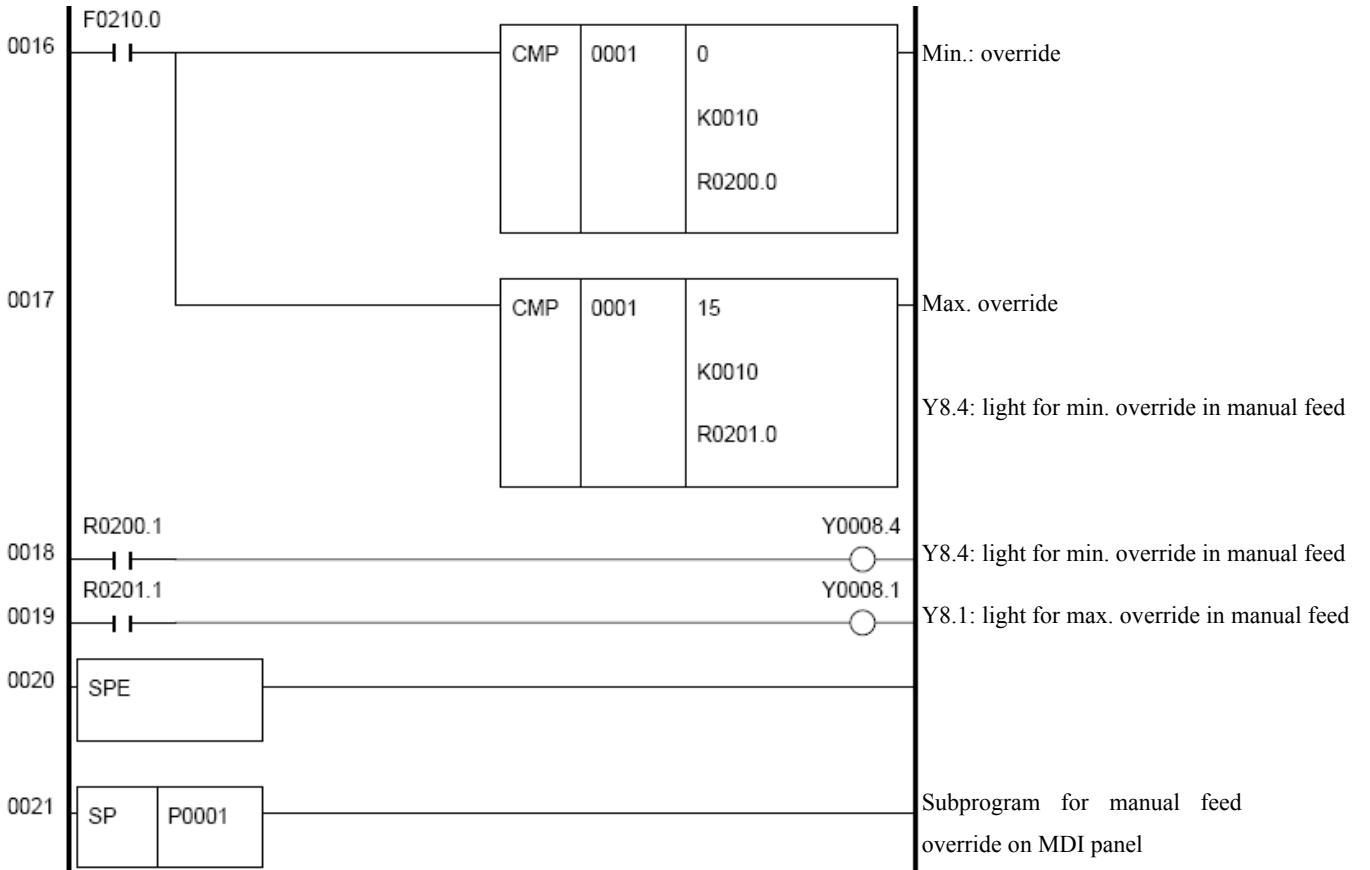 F0210.0
0016 CMP 0001 0 Min.: override
K0010
R0200.0
0017 CMP 0001 15 Max. override
K0010
Y8.4: light for min. override in manual feed
R0201.0
R0200.1 Y0008.4
0018 Y8.4: light for min. override in manual feed
R0201.1 Y0008.1
0019 Y8.1: light for max. override in manual feed
0020 SPE
0021 SP P0001 Subprogram for manual feed
override on MDI panel